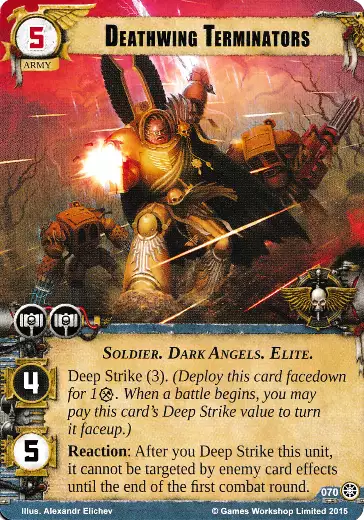 5
DEATHWING TERMINATORS
ARMY
SOLDIER. DARK ANGELS. ELITE.
4
Deep Strike (3). (Deploy this card facedown
for 1. When a battle begins, you may
pay this card's Deep Strike value to turn
it faceup.)
5
Reaction: After you Deep Strike this unit,
it cannot be targeted by enemy card effects
until the end of the first combat round.
070
Illus. Alexandr Elichev
© Games Workshop Limited 2015